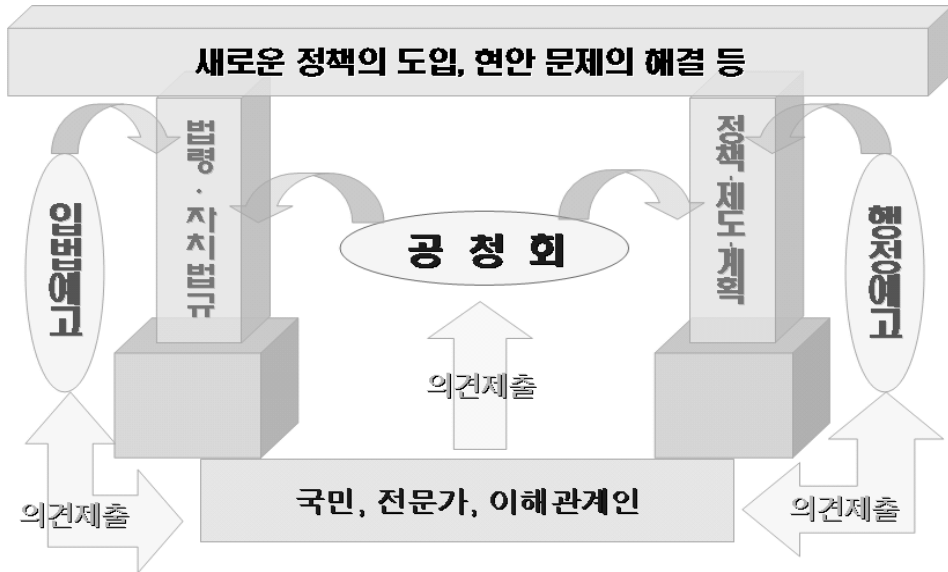 새로운 정책의 도입, 현안 문제의 해결 등
입법예고
법령·자치법규
공 청 회
정책·제도·계획
행정예고
의견제출
의견제출
국민, 전문가, 이해관계인
의견제출